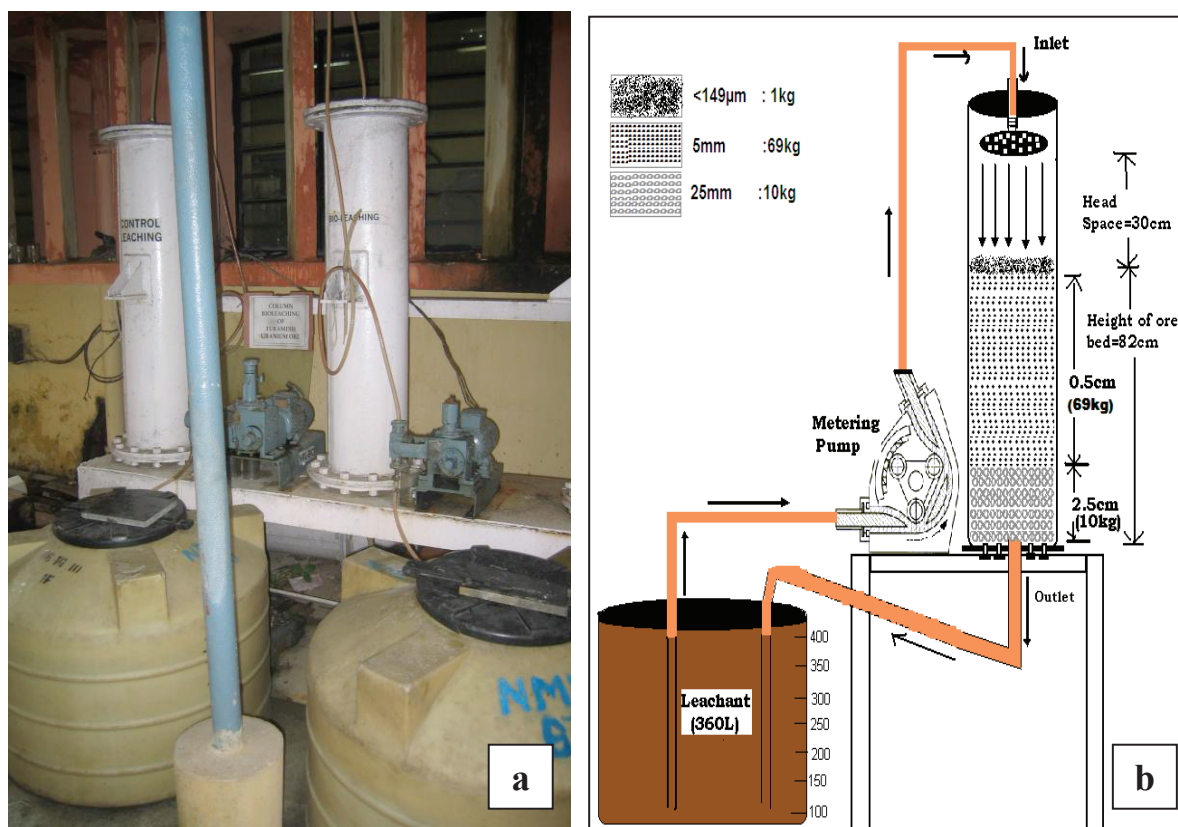 CONTROL
LEACHING
BIO-LEACHING
COLUMN
BIOLEACHING
OF
TURAMDIH
URANIUM ORE
a
<149µm : 1kg
5mm :69kg
25mm :10kg
Inlet
Head
Space=30cm
Height of ore
bed=82cm
0.5cm
(69kg)
2.5cm
(10kg)
Metering
Pump
Outlet
Leachant
(360L)
400
350
300
250
200
150
100
b